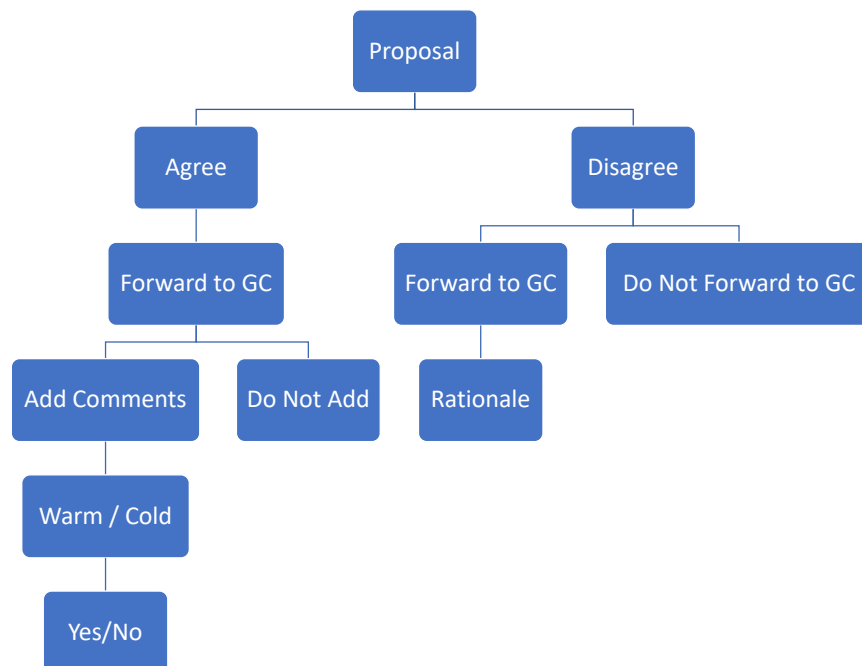 Proposal
Agree
Disagree
Forward to GC
Forward to GC
Do Not Forward to GC
Add Comments
Do Not Add
Rationale
Warm / Cold
Yes/No